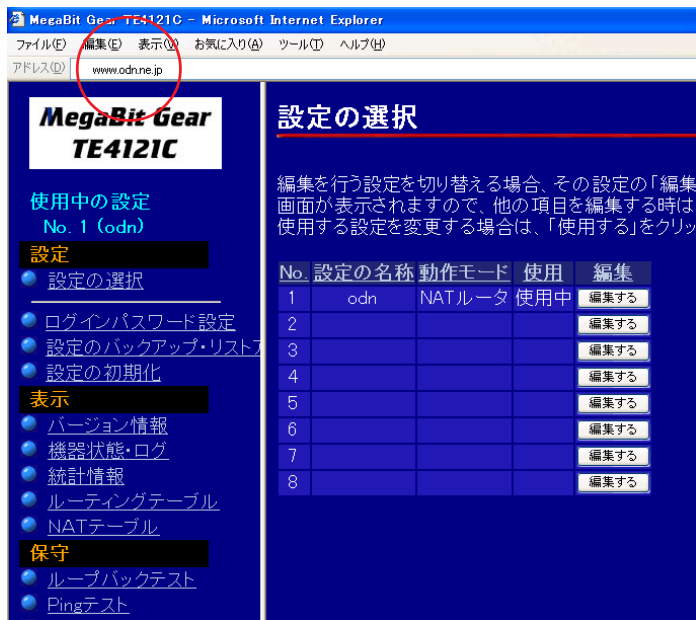 MegaBit Gear TE4121C - Microsoft Internet Explorer
ファイル(F) 編集(E) 表示(V) お気に入り(A) ツール(T) ヘルプ(H)
アドレス(D) www.odn.ne.jp
MegaBit Gear
TE4121C
使用中の設定
No. 1 (odn)
設定
設定の選択
ログインパスワード設定
設定のバックアップ・リストア
設定の初期化
表示
バージョン情報
機器状態・ログ
統計情報
ルーティングテーブル
NATテーブル
保守
ループバックテスト
Pingテスト
設定の選択
編集を行う設定を切り替える場合、その設定の「編集
画面が表示されますので、他の項目を編集する時は
使用する設定を変更する場合は、「使用する」をクリッ
No. 設定の名称 動作モード 使用 編集
1 odn NATルータ 使用中 編集する
2 編集する
3 編集する
4 編集する
5 編集する
6 編集する
7 編集する
8 編集する